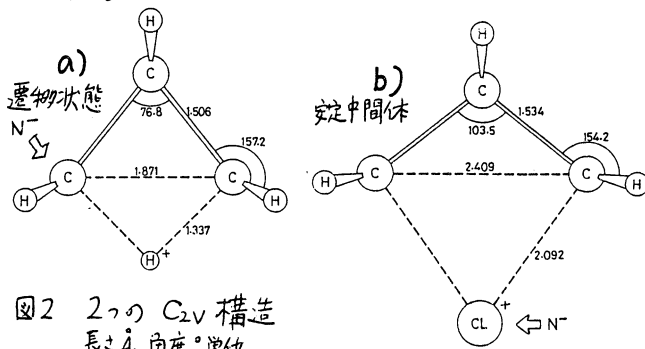 a)
遷移状態
N⁻
H
C
76.8
1.506
157.2
C
1.871
C
H
H
1.337
H+
b)
安定中間体
H
C
103.5
1.534
154.2
H
C
2.409
C
H
2.092
CL+
N⁻
図2 2つの C2V 構造
長さ Å, 角度 ° 単位